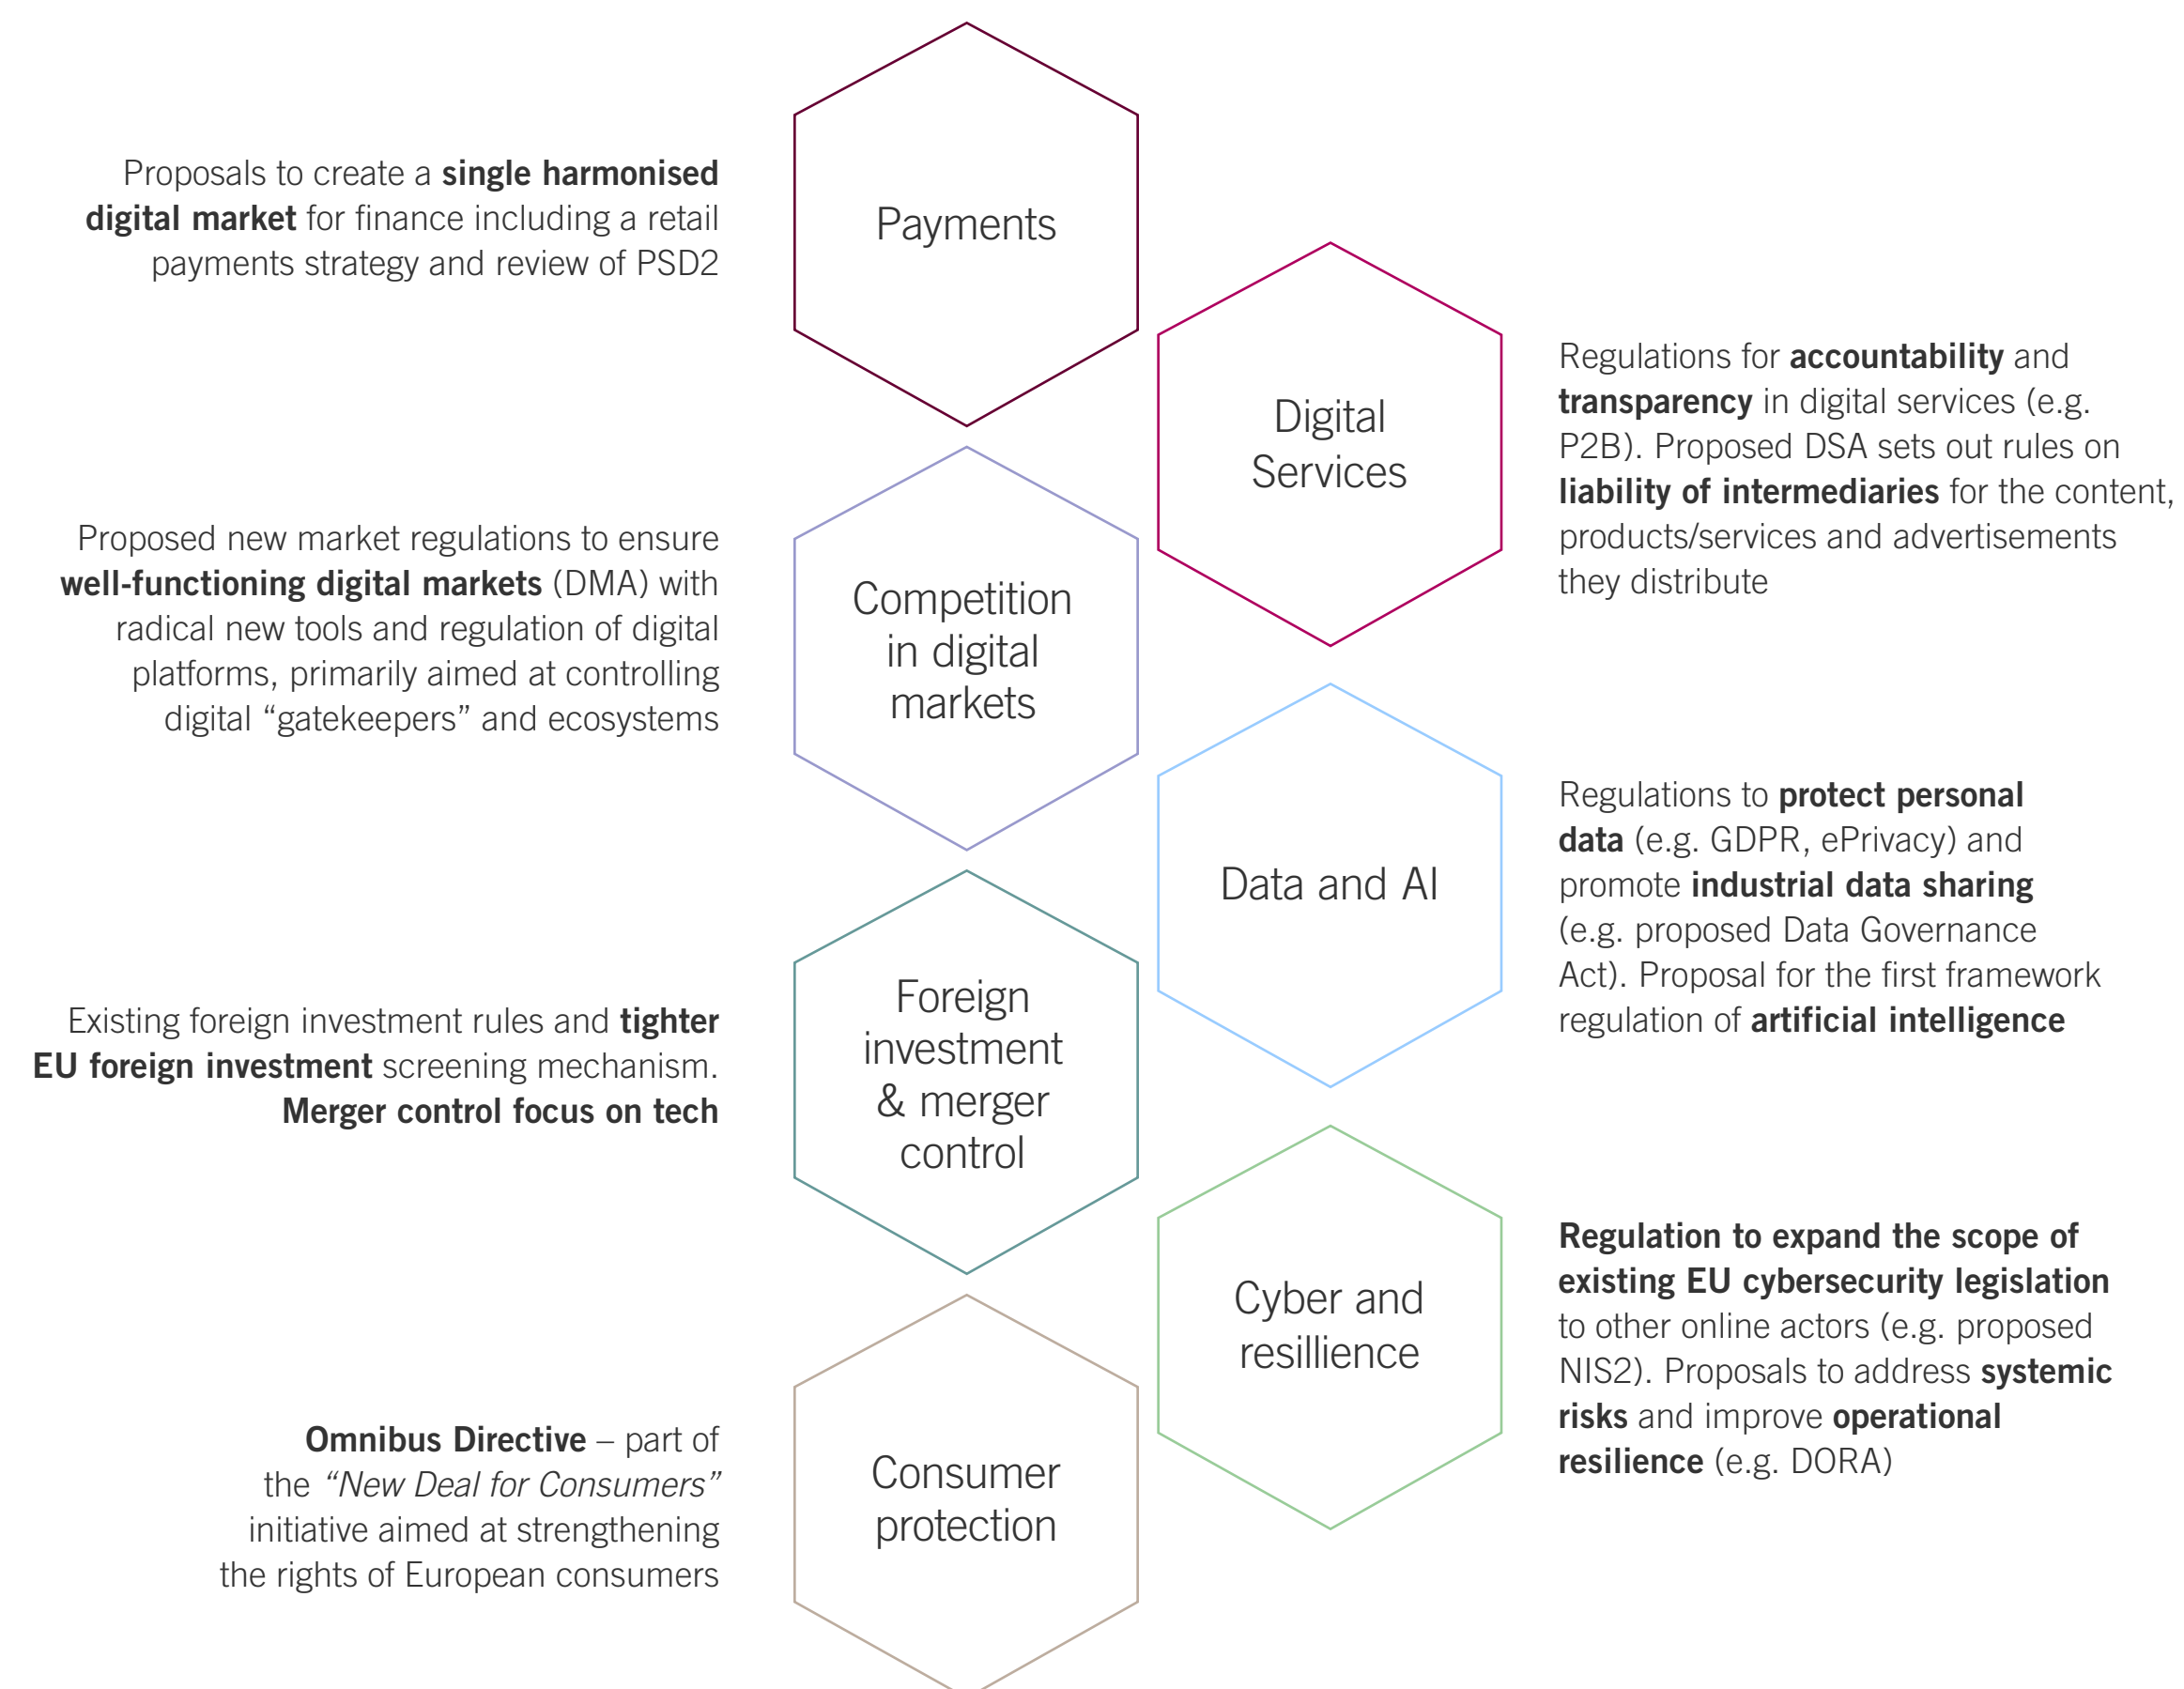 Payments
Proposals to create a single harmonised
digital market for finance including a retail
payments strategy and review of PSD2
Digital
Services
Regulations for accountability and
transparency in digital services (e.g.
P2B). Proposed DSA sets out rules on
liability of intermediaries for the content,
products/services and advertisements
they distribute
Competition
in digital
markets
Proposed new market regulations to ensure
well-functioning digital markets (DMA) with
radical new tools and regulation of digital
platforms, primarily aimed at controlling
digital “gatekeepers” and ecosystems
Data and AI
Regulations to protect personal
data (e.g. GDPR, ePrivacy) and
promote industrial data sharing
(e.g. proposed Data Governance
Act). Proposal for the first framework
regulation of artificial intelligence
Foreign
investment
& merger
control
Existing foreign investment rules and tighter
EU foreign investment screening mechanism.
Merger control focus on tech
Cyber and
resillience
Regulation to expand the scope of
existing EU cybersecurity legislation
to other online actors (e.g. proposed
NIS2). Proposals to address systemic
risks and improve operational
resilience (e.g. DORA)
Consumer
protection
Omnibus Directive – part of
the “New Deal for Consumers”
initiative aimed at strengthening
the rights of European consumers